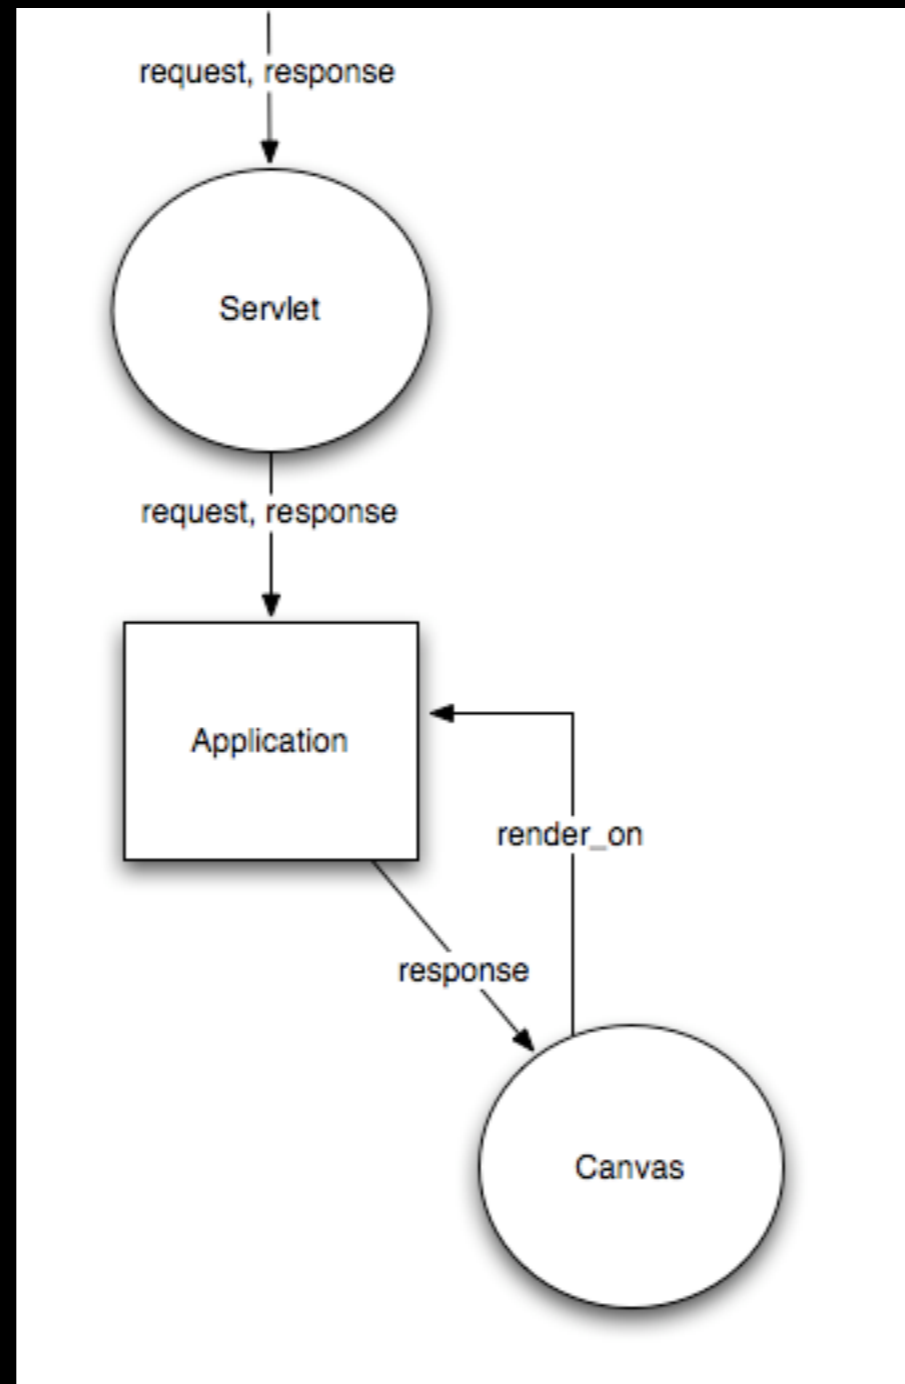 request, response
Servlet
request, response
Application
render_on
response
Canvas